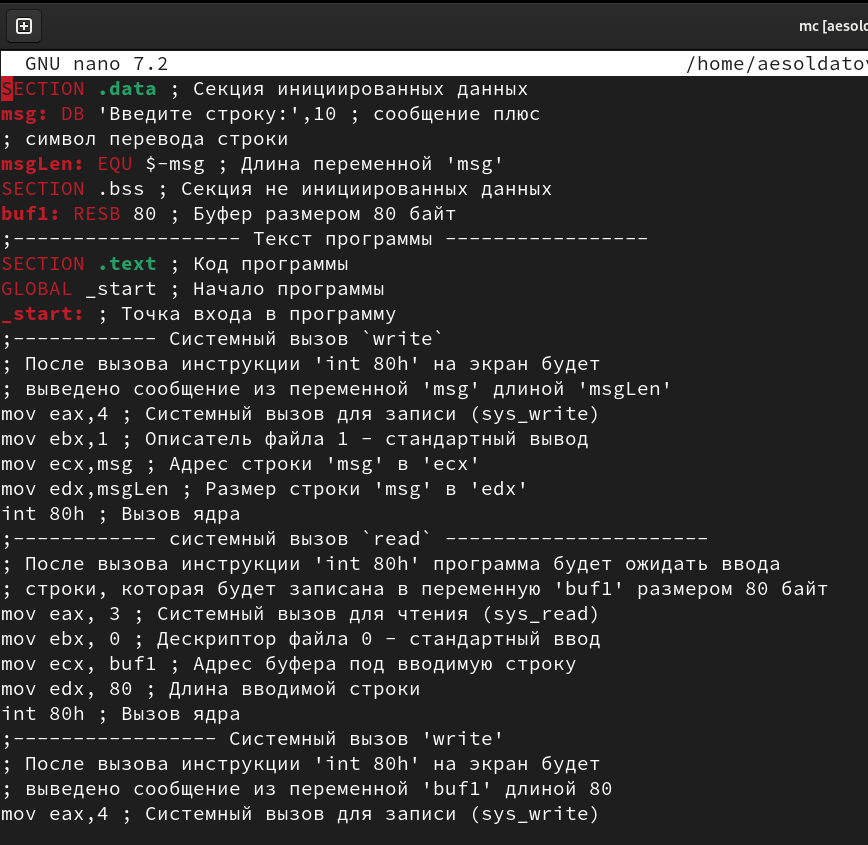 mc [aesold
GNU nano 7.2 /home/aesoldatov
SECTION .data ; Секция инициированных данных
msg: DB 'Введите строку:',10 ; сообщение плюс
; символ перевода строки
msgLen: EQU $-msg ; Длина переменной 'msg'
SECTION .bss ; Секция не инициированных данных
buf1: RESB 80 ; Буфер размером 80 байт
;------------------- Текст программы -----------------
SECTION .text ; Код программы
GLOBAL _start ; Начало программы
_start: ; Точка входа в программу
;------------ Системный вызов `write`
; После вызова инструкции 'int 80h' на экран будет
; выведено сообщение из переменной 'msg' длиной 'msgLen'
mov eax,4 ; Системный вызов для записи (sys_write)
mov ebx,1 ; Описатель файла 1 - стандартный вывод
mov ecx,msg ; Адрес строки 'msg' в 'ecx'
mov edx,msgLen ; Размер строки 'msg' в 'edx'
int 80h ; Вызов ядра
;------------ системный вызов `read` ----------------------
; После вызова инструкции 'int 80h' программа будет ожидать ввода
; строки, которая будет записана в переменную 'buf1' размером 80 байт
mov eax, 3 ; Системный вызов для чтения (sys_read)
mov ebx, 0 ; Дескриптор файла 0 - стандартный ввод
mov ecx, buf1 ; Адрес буфера под вводимую строку
mov edx, 80 ; Длина вводимой строки
int 80h ; Вызов ядра
;----------------- Системный вызов 'write'
; После вызова инструкции 'int 80h' на экран будет
; выведено сообщение из переменной 'buf1' длиной 80
mov eax,4 ; Системный вызов для записи (sys_write)